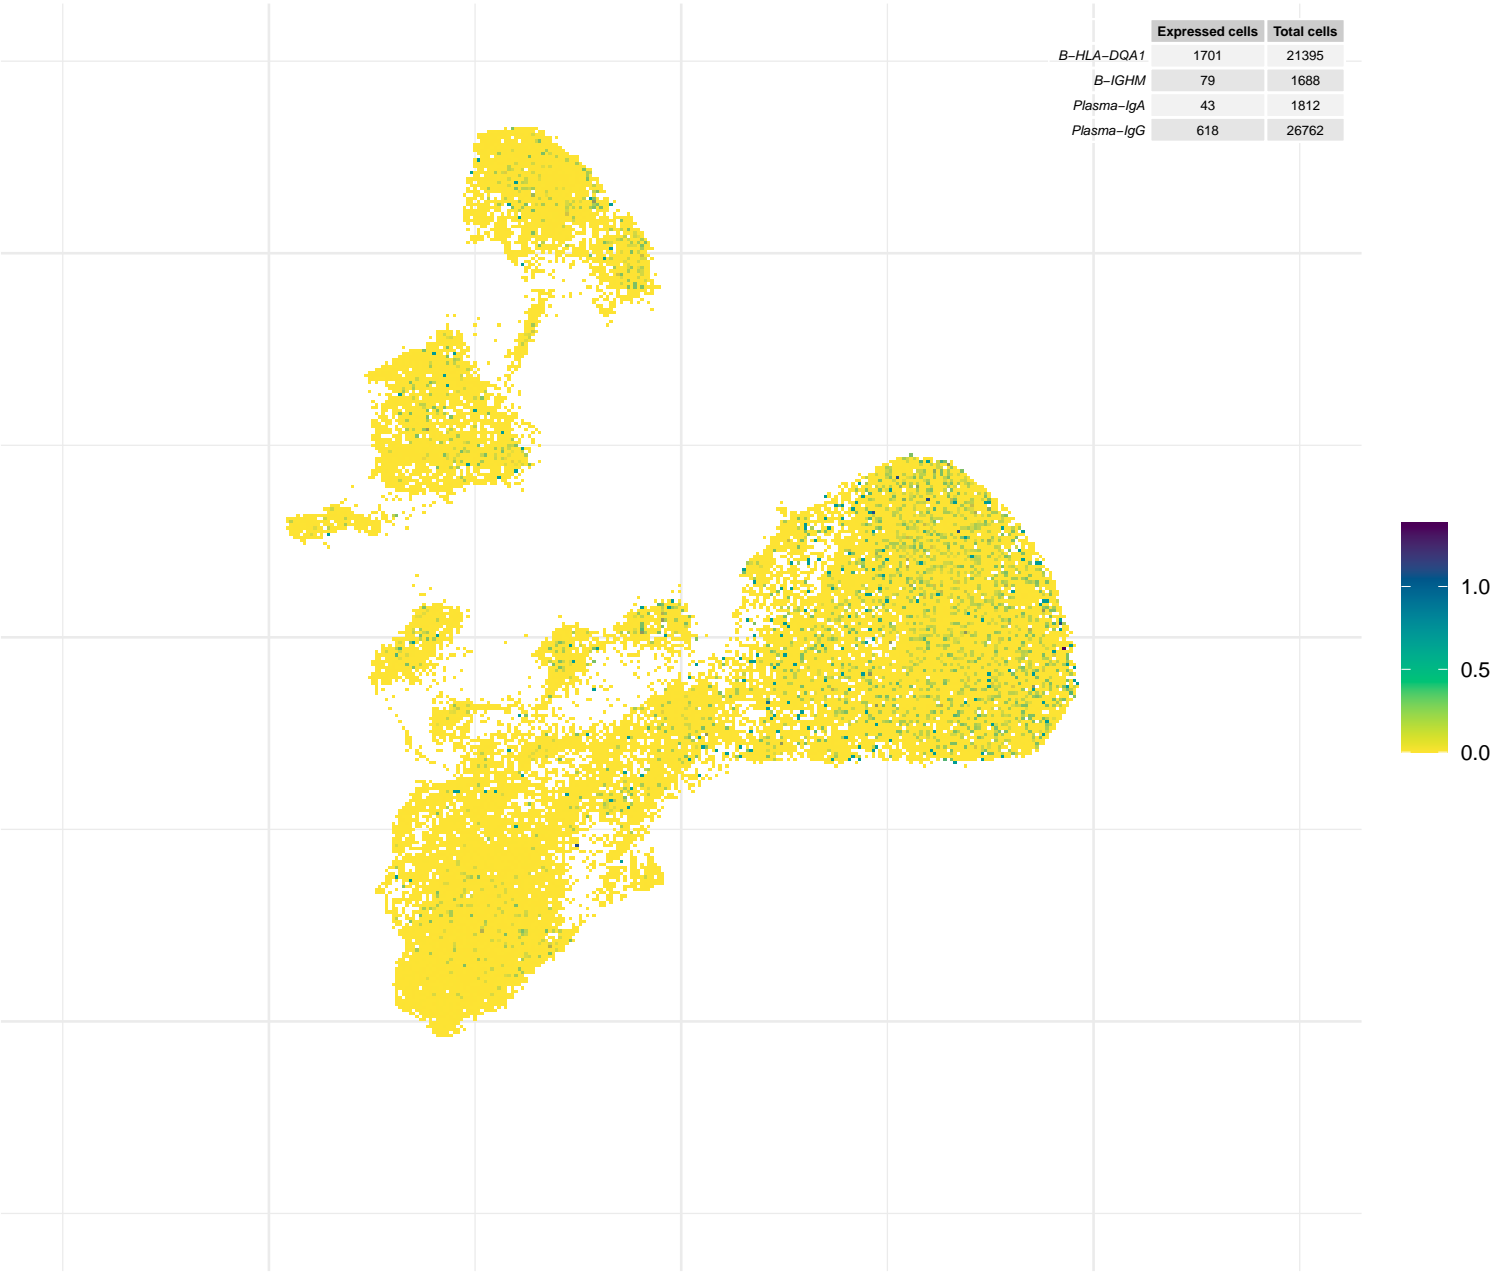 Expressed cells Total cells
B−HLA−DQA1 1701 21395
B−IGHM 79 1688
Plasma−IgA 43 1812
Plasma−IgG 618 26762
1.0
0.5
0.0